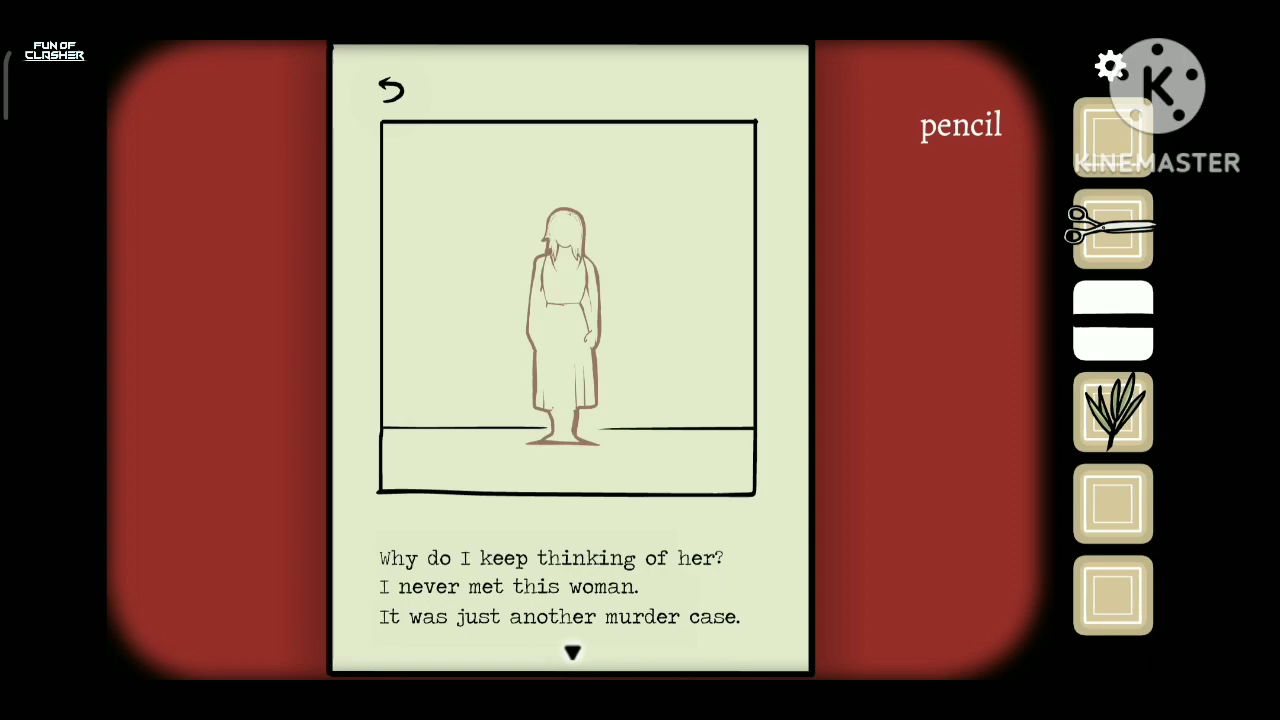 FUN OF
CLASHER
K
KINEMASTER
pencil
Why do I keep thinking of her?
I never met this woman.
It was just another murder case.